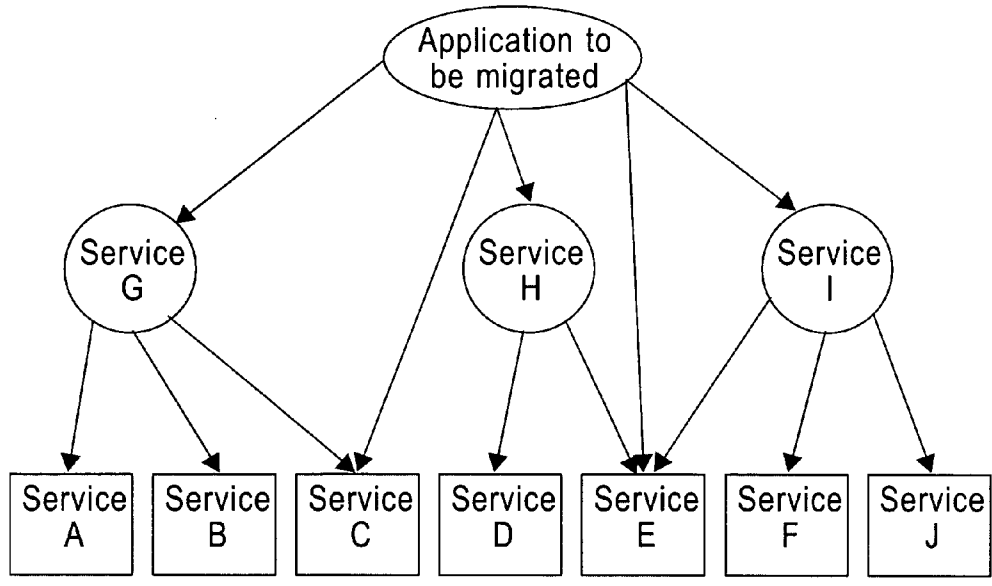 Application to
be migrated
Service
G
Service
H
Service
I
Service
A
Service
B
Service
C
Service
D
Service
E
Service
F
Service
J